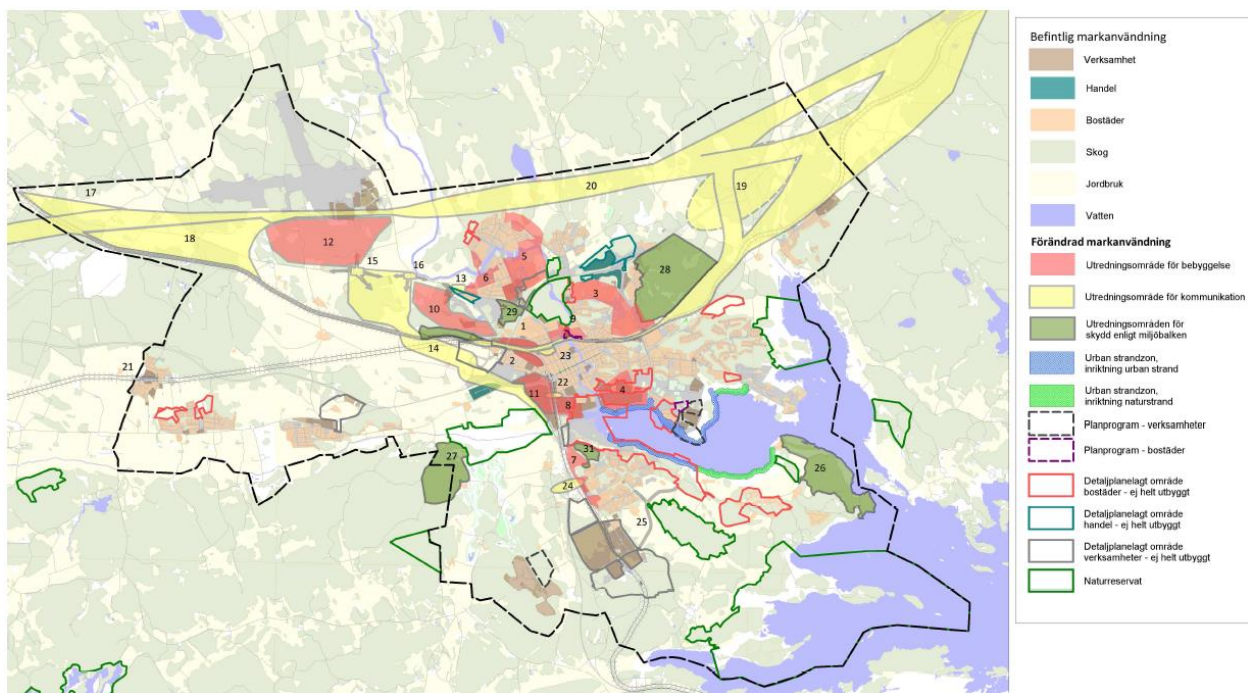 17
18
12
20
19
15
16
13
6
5
10
29
3
28
1
9
14
2
23
21
22
11
8
4
31
7
27
24
26
25
Befintlig markanvändning
Verksamhet
Handel
Bostäder
Skog
Jordbruk
Vatten
Förändrad markanvändning
Utredningsområde för bebyggelse
Utredningsområde för kommunikation
Utredningsområden för
skydd enligt miljöbalken
Urban strandzon,
inriktning urban strand
Urban strandzon,
inriktning naturstrand
Planprogram - verksamheter
Planprogram - bostäder
Detaljplanelagt område
bostäder - ej helt utbyggt
Detaljplanelagt område
handel - ej helt utbyggt
Detaljplanelagt område
verksamheter - ej helt utbyggt
Naturreservat